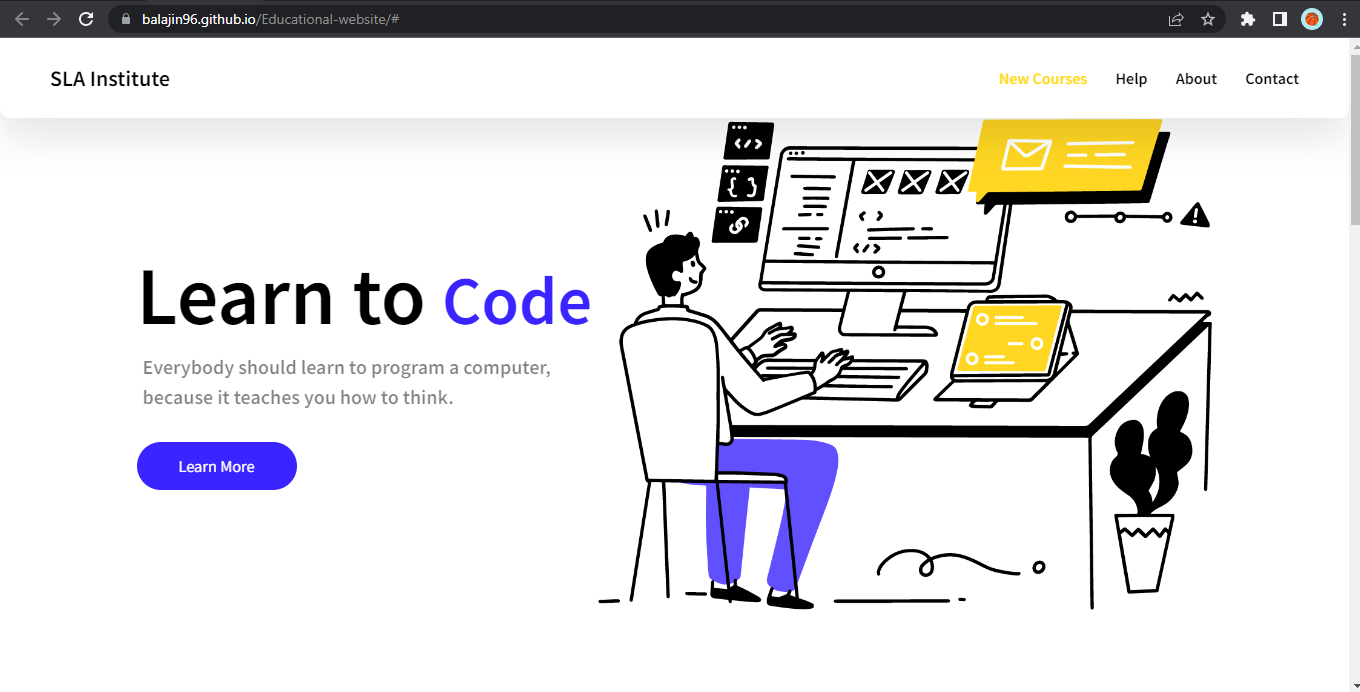 balajin96.github.io/Educational-website/#
SLA Institute
New Courses
Help
About
Contact
Learn to Code
Everybody should learn to program a computer,
because it teaches you how to think.
Learn More